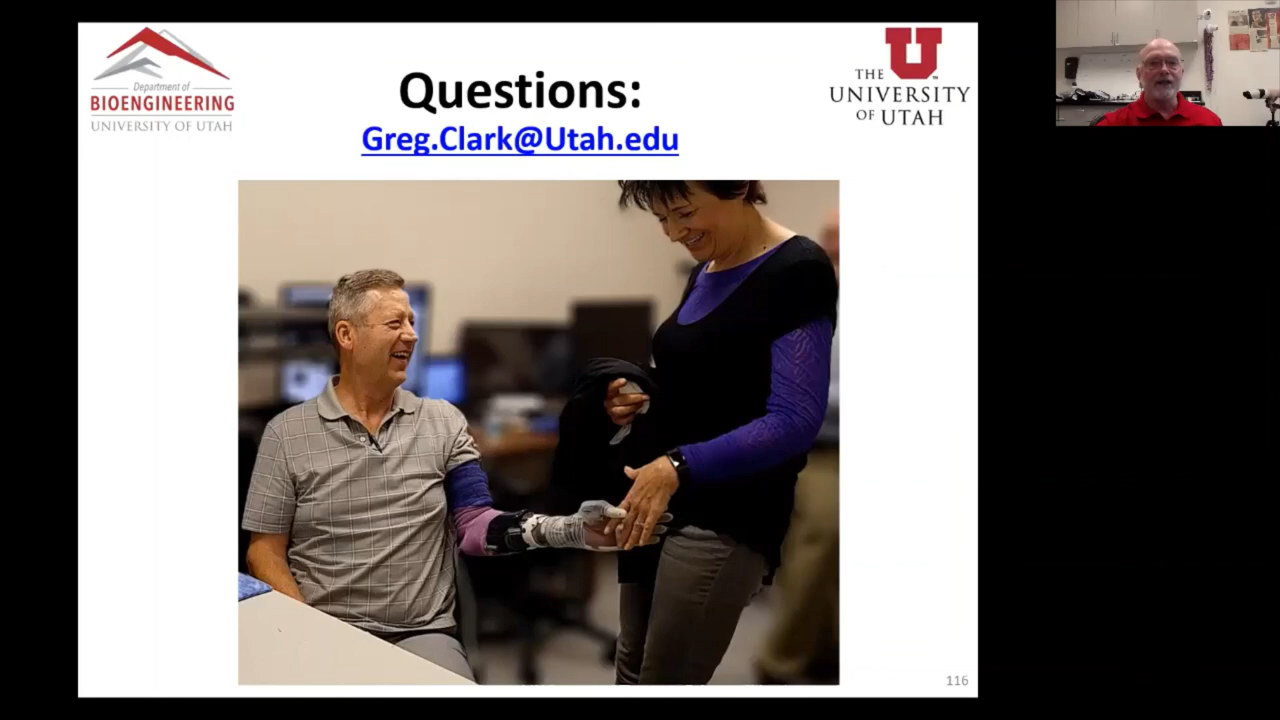 Department of
BIOENGINEERING
UNIVERSITY OF UTAH
Questions:
Greg.Clark@Utah.edu
U
THE
UNIVERSITY
OF UTAH
116